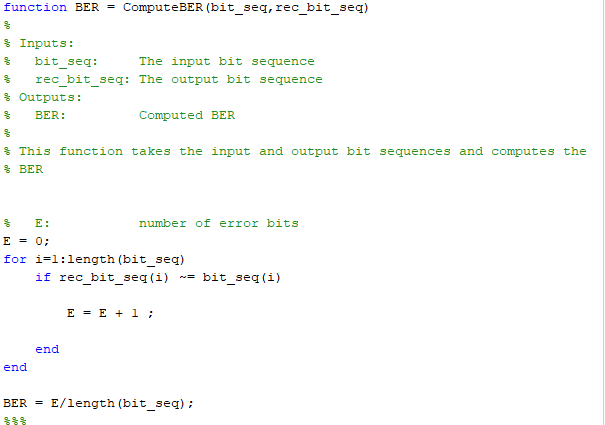 function BER = ComputeBER(bit_seq,rec_bit_seq)
%
% Inputs:
%   bit_seq:     The input bit sequence
%   rec_bit_seq: The output bit sequence
% Outputs:
%   BER:         Computed BER
%
% This function takes the input and output bit sequences and computes the
% BER
%   E:           number of error bits
E = 0;
for i=1:length(bit_seq)
    if rec_bit_seq(i) ~= bit_seq(i)
        E = E + 1 ;
    end
end
BER = E/length(bit_seq);
%%%